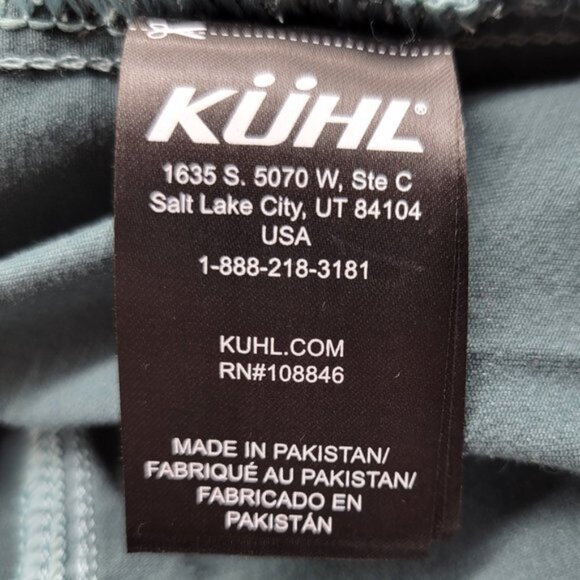 KÜHL®
1635 S. 5070 W, Ste C
Salt Lake City, UT 84104
USA
1-888-218-3181
KUHL.COM
RN#108846
MADE IN PAKISTAN/
FABRIQUÉ AU PAKISTAN/
FABRICADO EN
PAKISTÁN